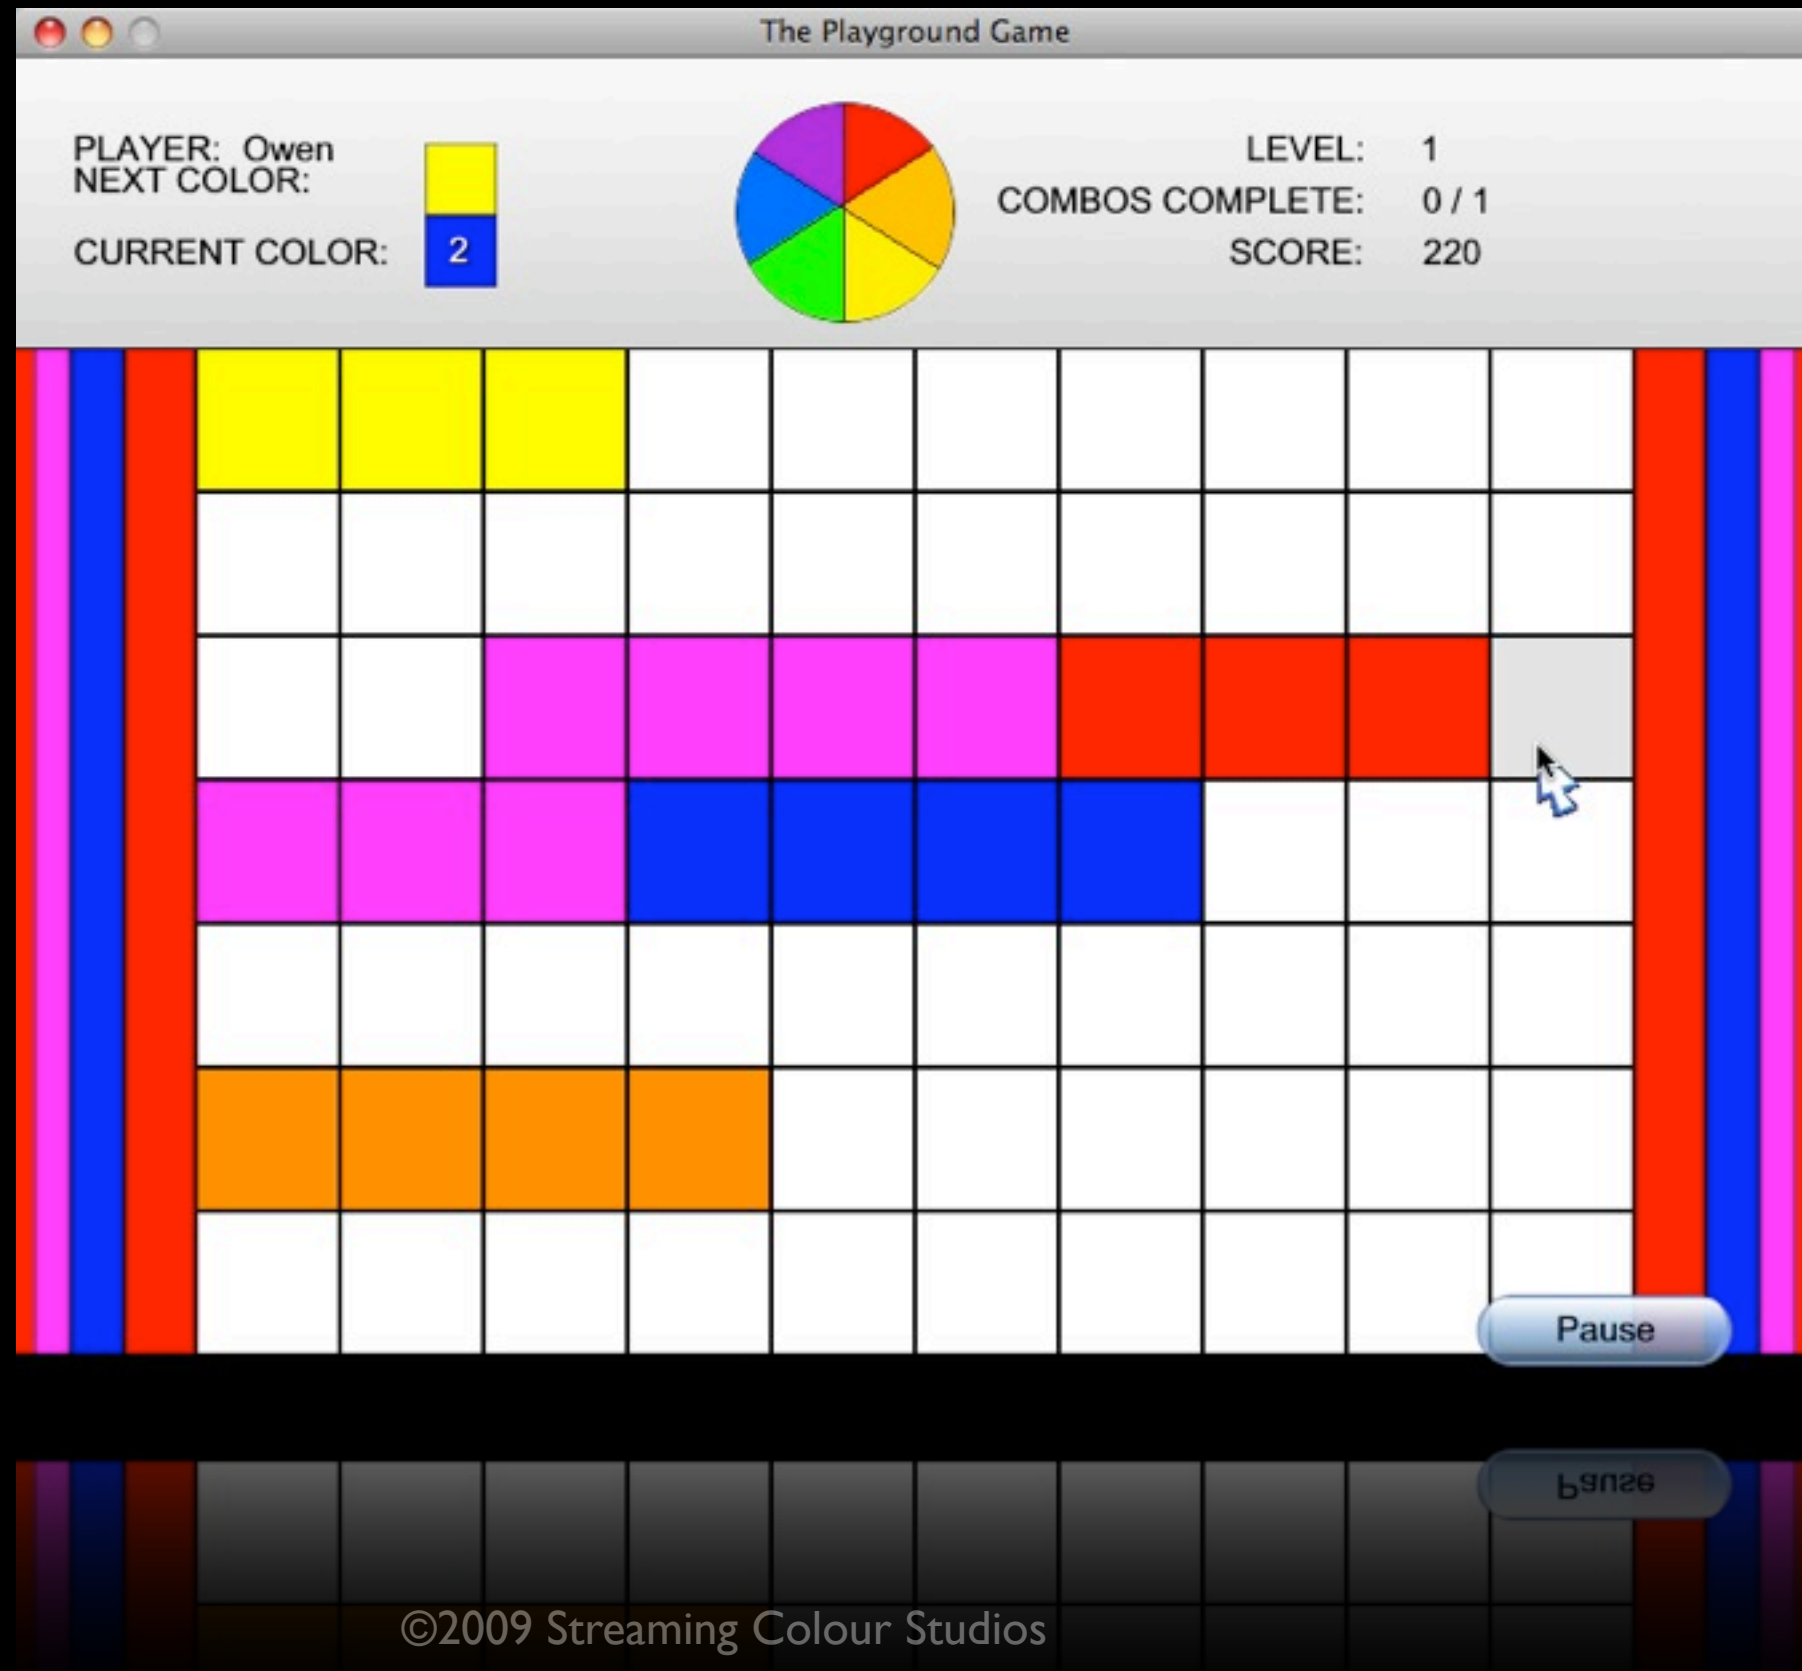 The Playground Game
PLAYER: Owen
NEXT COLOR:
CURRENT COLOR: 2
LEVEL: 1
COMBOS COMPLETE: 0 / 1
SCORE: 220
Pause
Pause
©2009 Streaming Colour Studios